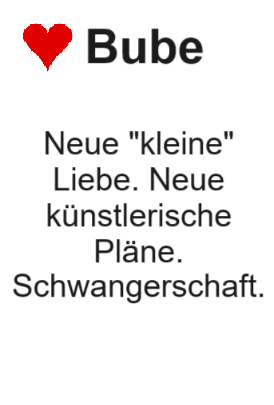 Bube
Neue "kleine"
Liebe. Neue
künstlerische
Pläne.
Schwangerschaft.